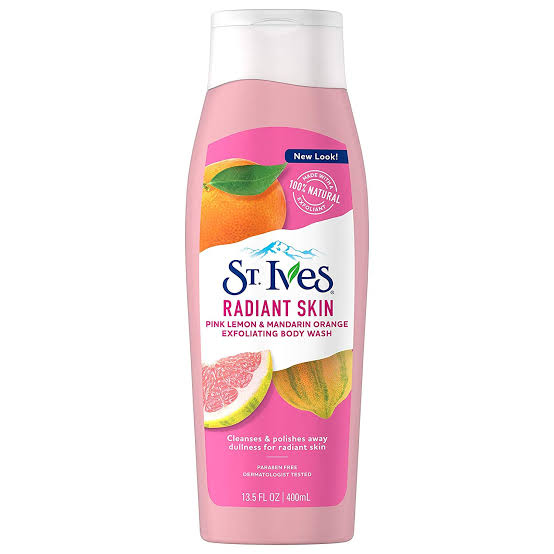 New Look!
MADE WITH A
100% NATURAL
EXFOLIANT
ST. Ives®
RADIANT SKIN
PINK LEMON & MANDARIN ORANGE
EXFOLIATING BODY WASH
Cleanses & polishes away
dullness for radiant skin
PARABEN FREE
DERMATOLOGIST TESTED
13.5 FL OZ | 400mL